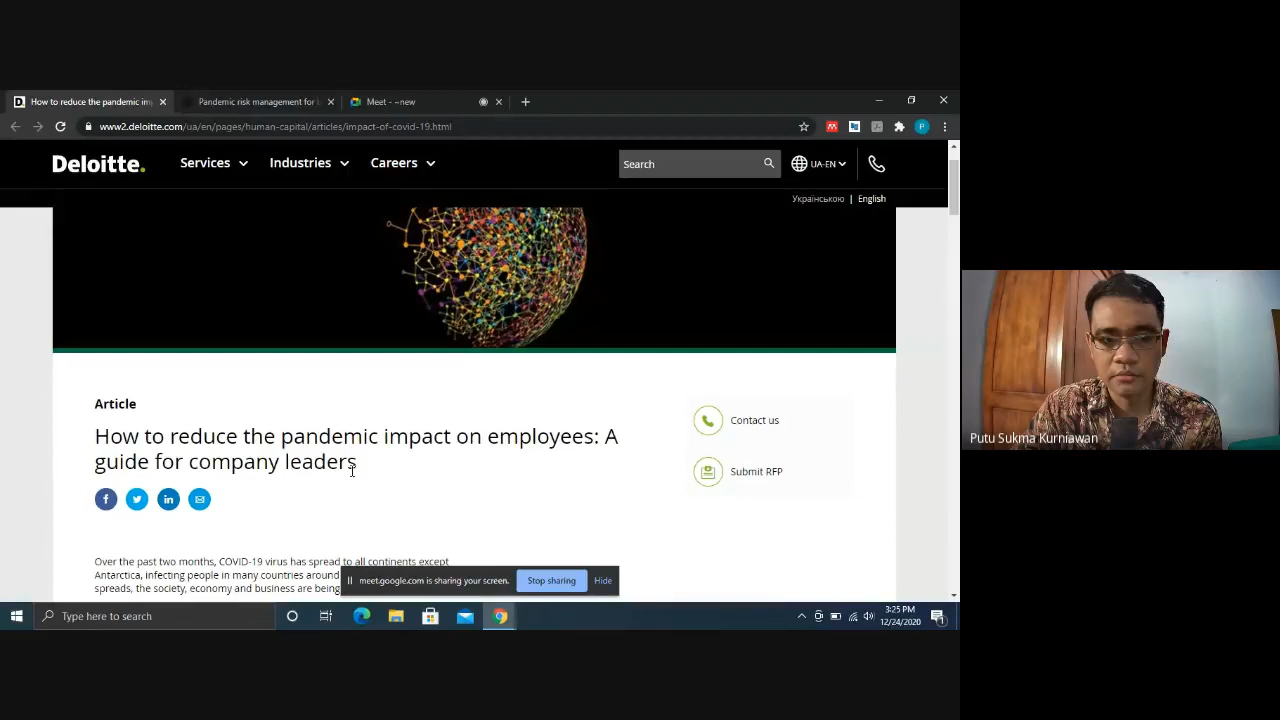 How to reduce the pandemic im
Pandemic risk management for
Meet - ~new
www2.deloitte.com/ua/en/pages/human-capital/articles/impact-of-covid-19.html
P
Deloitte.
Services
Industries
Careers
Search
UA-EN
Українською | English
Article
How to reduce the pandemic impact on employees: A
guide for company leaders
Contact us
Submit RFP
Over the past two months, COVID-19 virus has spread to all continents except
Antarctica, infecting people in many countries around
spreads, the society, economy and business are being
meet.google.com is sharing your screen.
Stop sharing
Hide
Type here to search
3:25 PM
12/24/2020
Putu Sukma Kurniawan